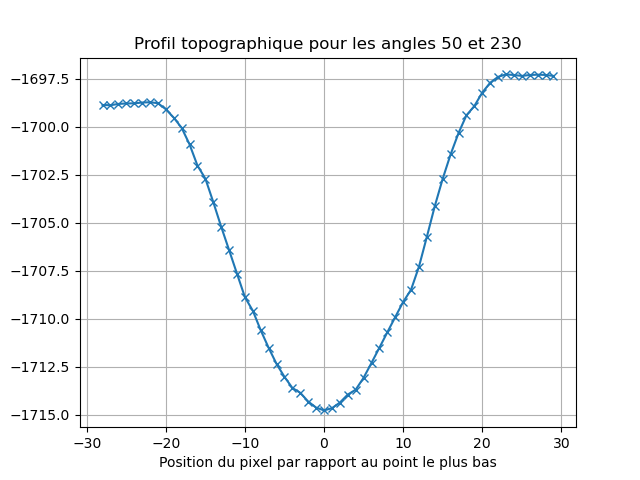 Profil topographique pour les angles 50 et 230
−1697.5
−1700.0
−1702.5
−1705.0
−1707.5
−1710.0
−1712.5
−1715.0
−30 −20 −10 0 10 20 30
Position du pixel par rapport au point le plus bas